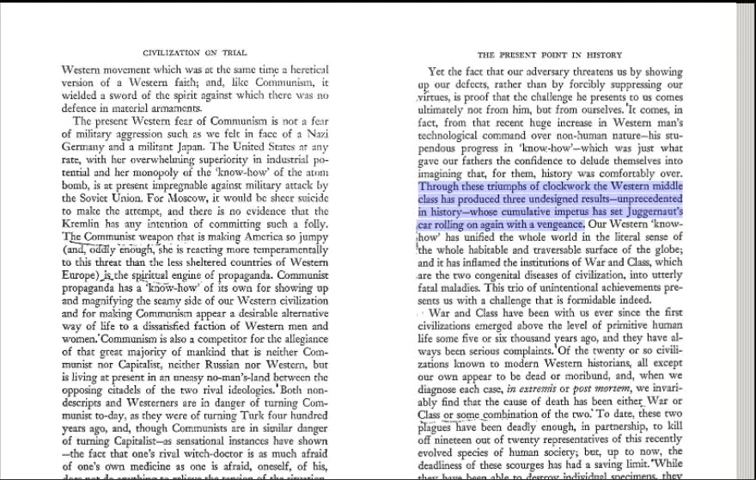 CIVILIZATION ON TRIAL
Western movement which was at the same time a heretical
version of a Western faith; and, like Communism, it
wielded a sword of the spirit against which there was no
defence in material armaments.
The present Western fear of Communism is not a fear
of military aggression such as we felt in face of a Nazi
Germany and a militant Japan. The United States at any
rate, with her overwhelming superiority in industrial po-
tential and her monopoly of the 'know-how' of the atom
bomb, is at present impregnable against military attack by
the Soviet Union. For Moscow, it would be sheer suicide
to make the attempt, and there is no evidence that the
Kremlin has any intention of committing such a folly.
The Communist weapon that is making America so jumpy
(and, oddly enough, she is reacting more temperamentally
to this threat than the less sheltered countries of Western
Europe) is the spiritual engine of propaganda. Communist
propaganda has a 'know-how' of its own for showing up
and magnifying the seamy side of our Western civilization
and for making Communism appear a desirable alternative
way of life to a dissatisfied faction of Western men and
women. Communism is also a competitor for the allegiance
of that great majority of mankind that is neither Com-
munist nor Capitalist, neither Russian nor Western, but
is living at present in an uneasy no-man's-land between the
opposing citadels of the two rival ideologies. Both non-
descripts and Westerners are in danger of turning Com-
munist to-day, as they were of turning Turk four hundred
years ago, and, though Communists are in similar danger
of turning Capitalist—as sensational instances have shown
—the fact that one's rival witch-doctor is as much afraid
of one's own medicine as one is afraid, oneself, of his,
does not do anything to relieve the tension of the situation.
THE PRESENT POINT IN HISTORY
Yet the fact that our adversary threatens us by showing
up our defects, rather than by forcibly suppressing our
virtues, is proof that the challenge he presents to us comes
ultimately not from him, but from ourselves. It comes, in
fact, from that recent huge increase in Western man's
technological command over non-human nature—his stu-
pendous progress in 'know-how'—which was just what
gave our fathers the confidence to delude themselves into
imagining that, for them, history was comfortably over.
Through these triumphs of clockwork the Western middle
class has produced three undesigned results—unprecedented
in history—whose cumulative impetus has set Juggernaut's
car rolling on again with a vengeance. Our Western 'know-
how' has unified the whole world in the literal sense of
the whole habitable and traversable surface of the globe;
and it has inflamed the institutions of War and Class, which
are the two congenital diseases of civilization, into utterly
fatal maladies. This trio of unintentional achievements pre-
sents us with a challenge that is formidable indeed.
War and Class have been with us ever since the first
civilizations emerged above the level of primitive human
life some five or six thousand years ago, and they have al-
ways been serious complaints. Of the twenty or so civili-
zations known to modern Western historians, all except
our own appear to be dead or moribund, and, when we
diagnose each case, in extremis or post mortem, we invari-
ably find that the cause of death has been either War or
Class or some combination of the two. To date, these two
plagues have been deadly enough, in partnership, to kill
off nineteen out of twenty representatives of this recently
evolved species of human society; but, up to now, the
deadliness of these scourges has had a saving limit. While
they have been able to destroy individual specimens, they